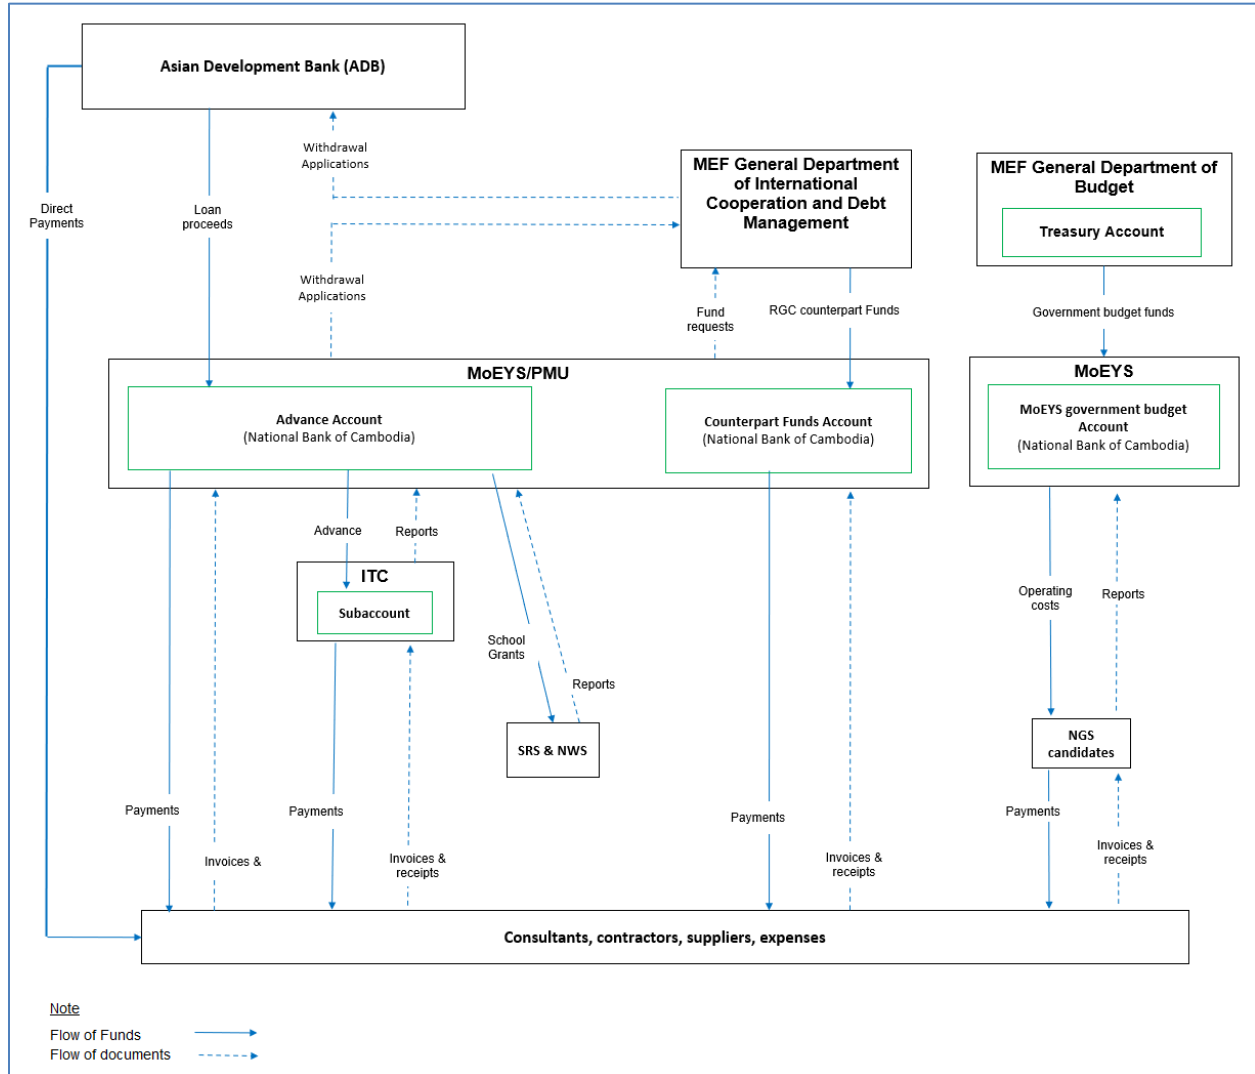 Asian Development Bank (ADB)
Withdrawal
Applications
MEF General Department
of International
Cooperation and Debt
Management
MEF General Department of
Budget
Treasury Account
Direct
Payments
Loan
proceeds
Withdrawal
Applications
Fund
requests
RGC counterpart Funds
Government budget funds
MoEYS/PMU
Advance Account
(National Bank of Cambodia)
Counterpart Funds Account
(National Bank of Cambodia)
MoEYS
MoEYS government budget
Account
(National Bank of Cambodia)
Advance
Reports
ITC
Subaccount
School
Grants
Reports
Operating
costs
Reports
SRS & NWS
NGS
candidates
Payments
Invoices &
Payments
Invoices &
receipts
Payments
Invoices &
receipts
Payments
Invoices &
receipts
Consultants, contractors, suppliers, expenses
Note
Flow of Funds
Flow of documents